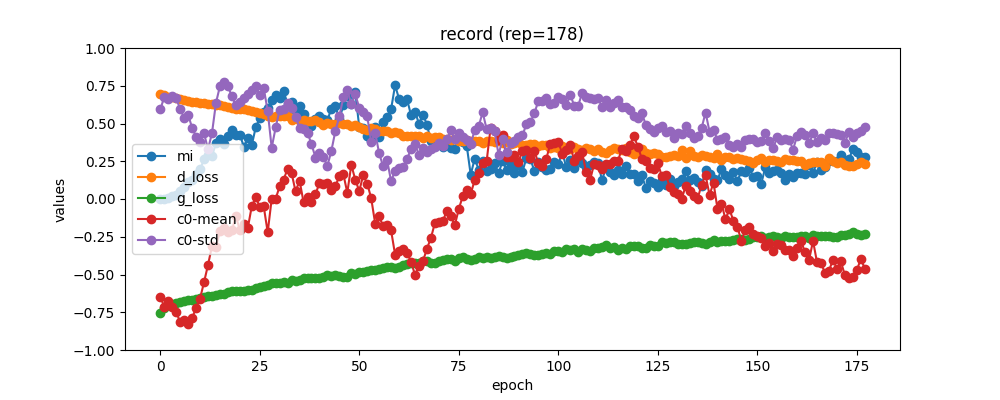 record (rep=178)
1.00
0.75
0.50
0.25
0.00
−0.25
−0.50
−0.75
−1.00
values
mi
d_loss
g_loss
c0-mean
c0-std
0 25 50 75 100 125 150 175
epoch